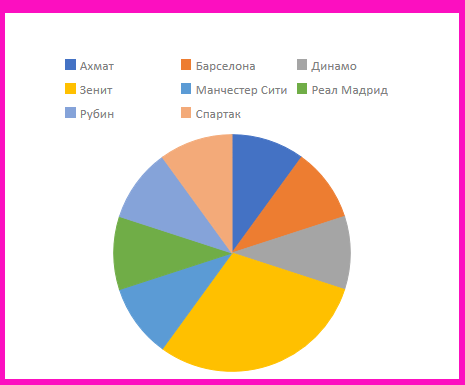 Ахмат Барселона Динамо
Зенит Манчестер Сити Реал Мадрид
Рубин Спартак